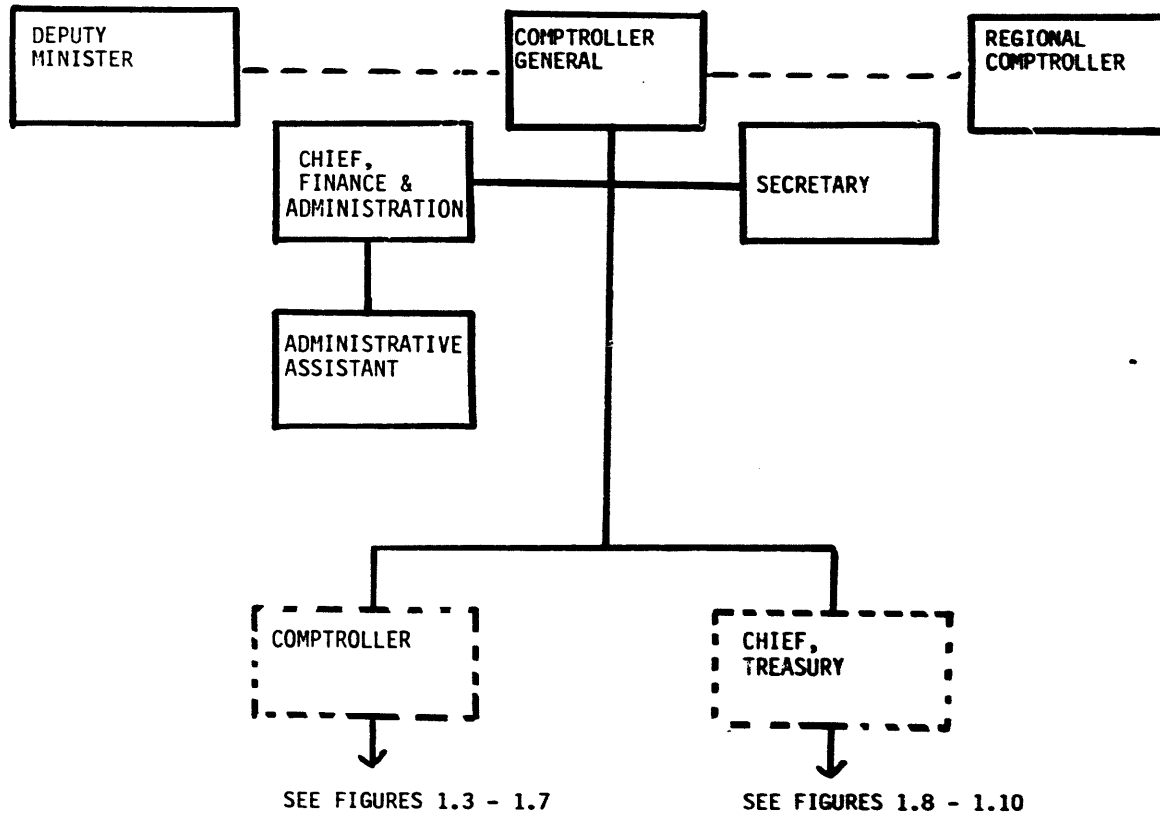 DEPUTY
MINISTER
COMPTROLLER
GENERAL
REGIONAL
COMPTROLLER
CHIEF,
FINANCE &
ADMINISTRATION
SECRETARY
ADMINISTRATIVE
ASSISTANT
COMPTROLLER
CHIEF,
TREASURY
SEE FIGURES 1.3 - 1.7
SEE FIGURES 1.8 - 1.10